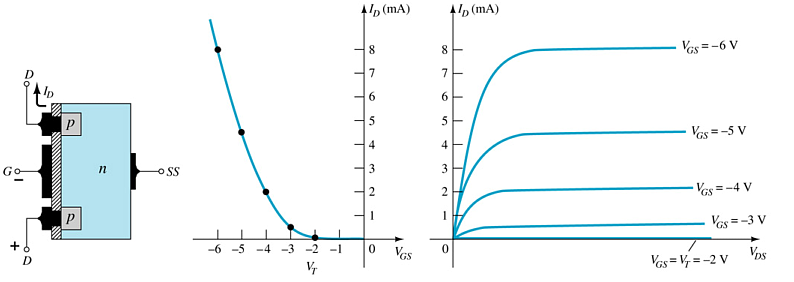 D
I_D
p
n
G
−
SS
p
+
D
I_D (mA)
8
7
6
5
4
3
2
1
−6 −5 −4 −3 −2 −1 0 V_GS
V_T
I_D (mA)
8
7
6
5
4
3
2
1
0
V_GS = −6 V
V_GS = −5 V
V_GS = −4 V
V_GS = −3 V
V_DS
V_GS = V_T = −2 V